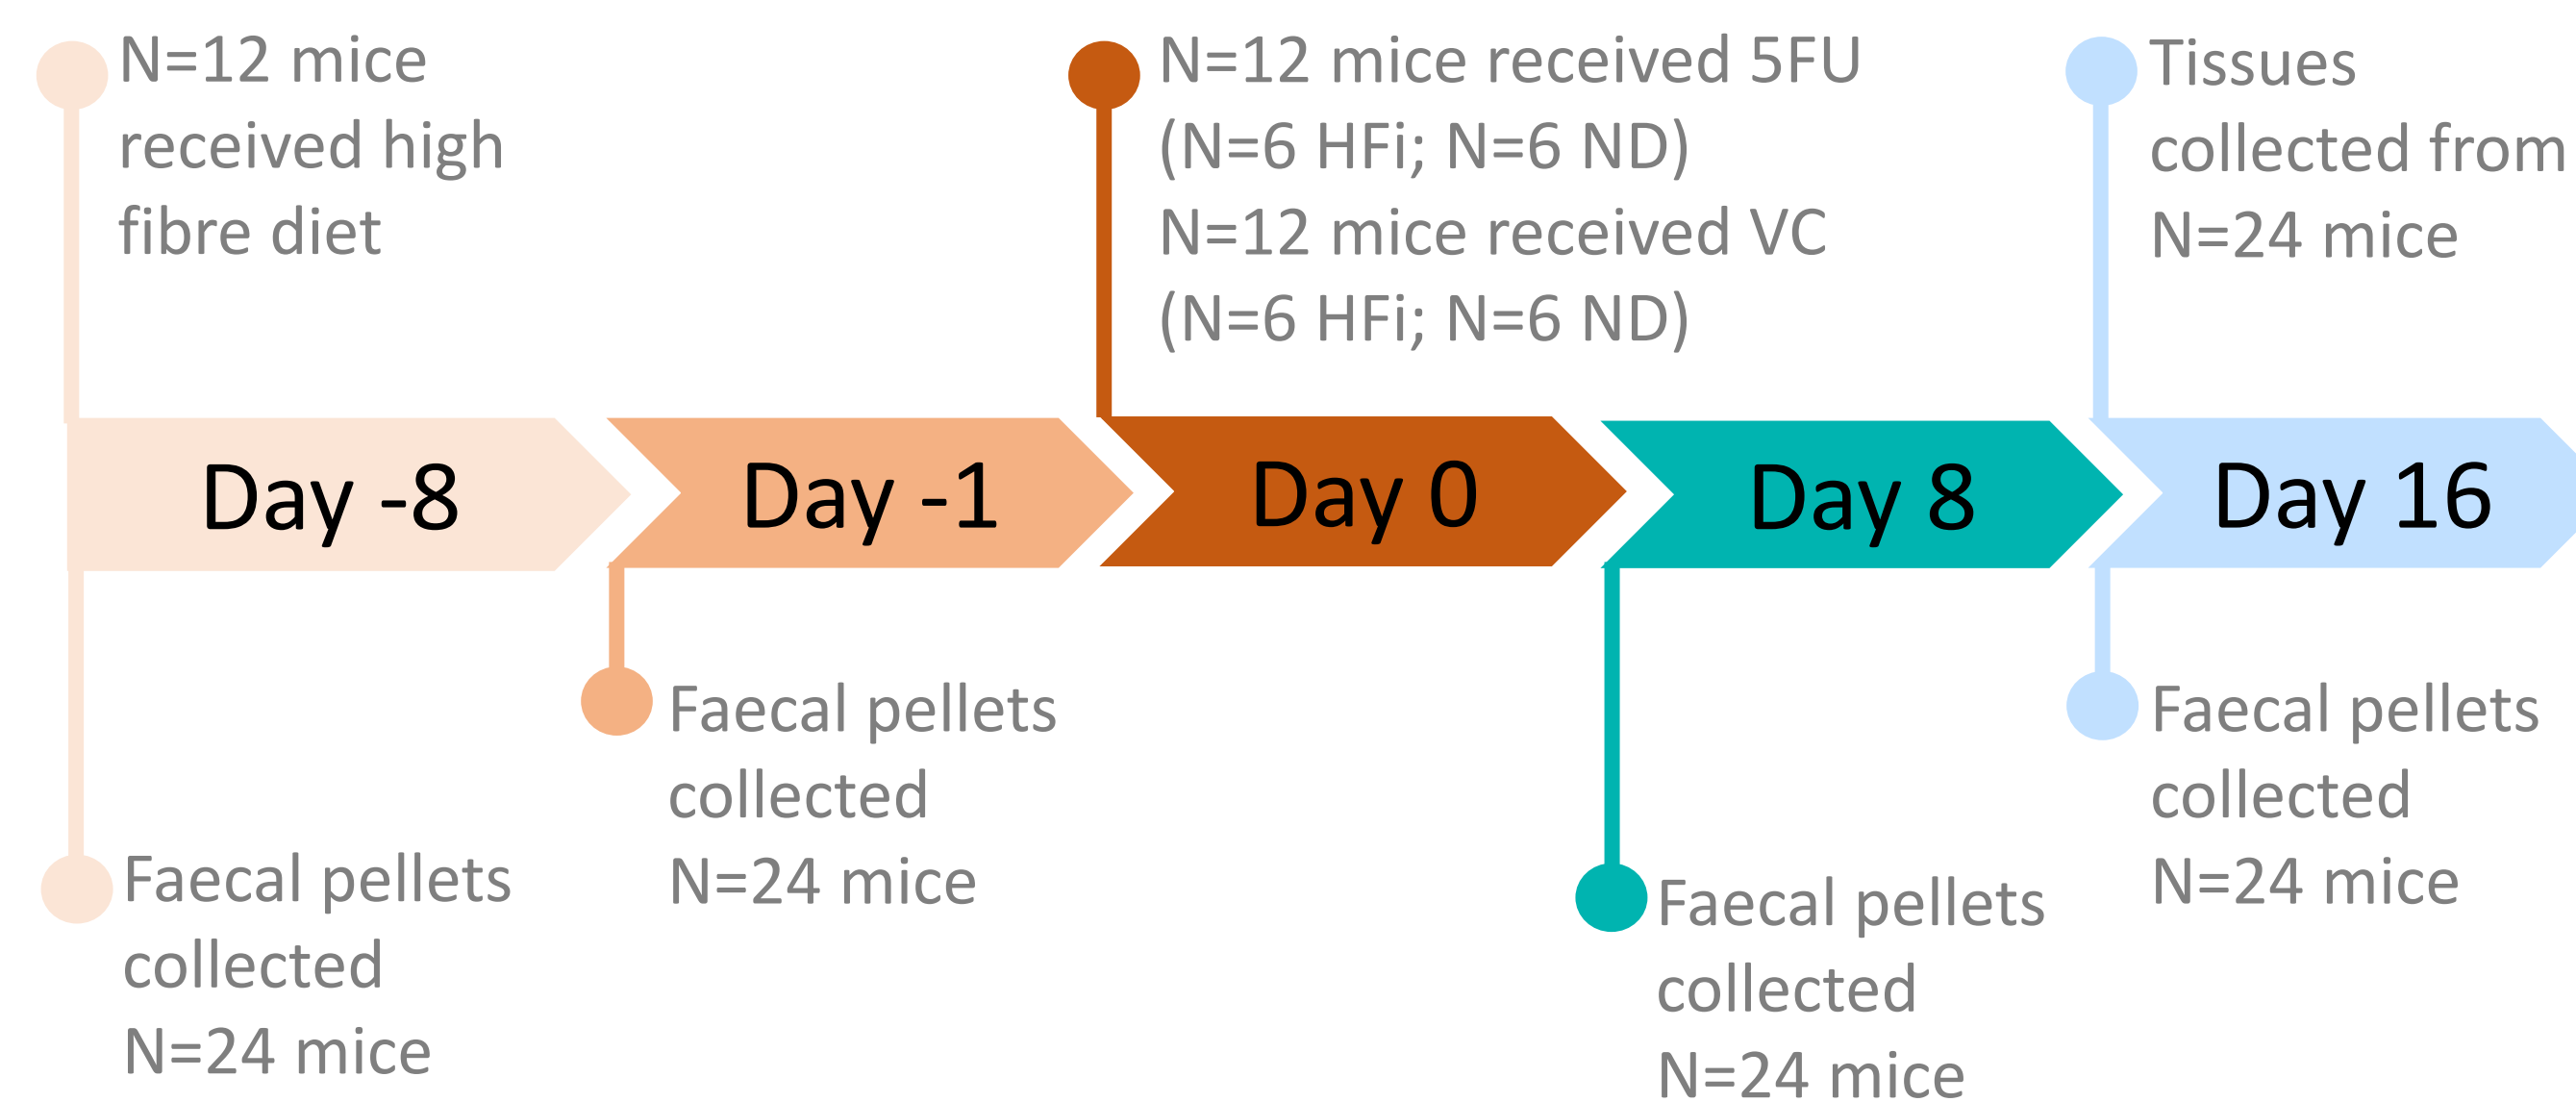 N=12 mice
received high
fibre diet
N=12 mice received 5FU
(N=6 HFi; N=6 ND)
N=12 mice received VC
(N=6 HFi; N=6 ND)
Tissues
collected from
N=24 mice
Day -8
Day -1
Day 0
Day 8
Day 16
Faecal pellets
collected
N=24 mice
Faecal pellets
collected
N=24 mice
Faecal pellets
collected
N=24 mice
Faecal pellets
collected
N=24 mice